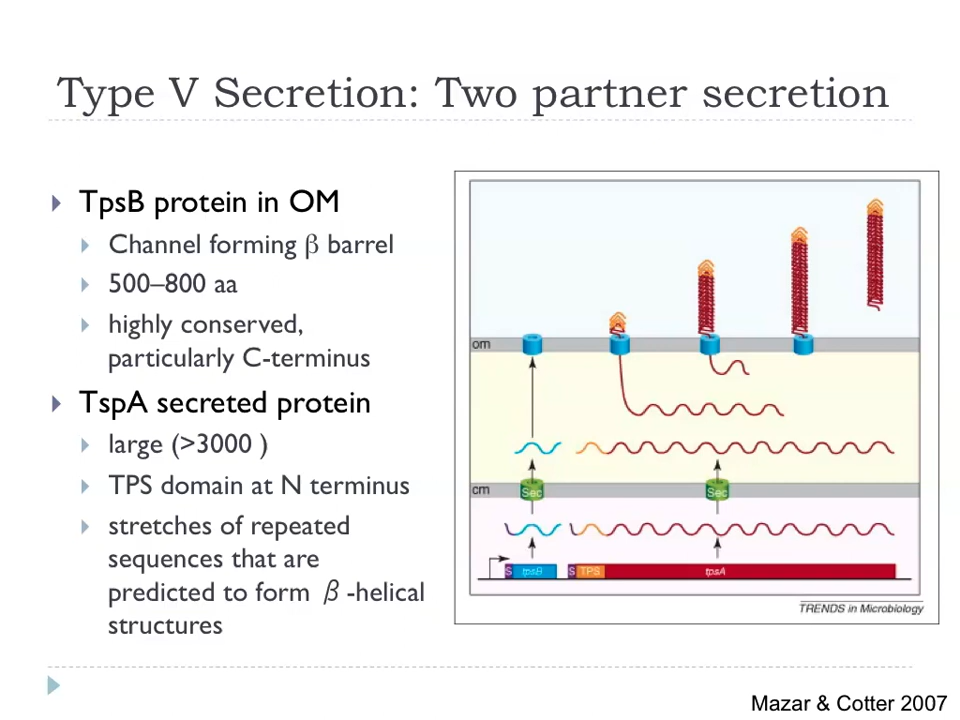 Type V Secretion: Two partner secretion
TpsB protein in OM
Channel forming β barrel
500–800 aa
highly conserved,
particularly C-terminus
TspA secreted protein
large (>3000 )
TPS domain at N terminus
stretches of repeated
sequences that are
predicted to form β -helical
structures
om
cm
Sec
Sec
S tpsB
S TPS tpsA
TRENDS in Microbiology
Mazar & Cotter 2007